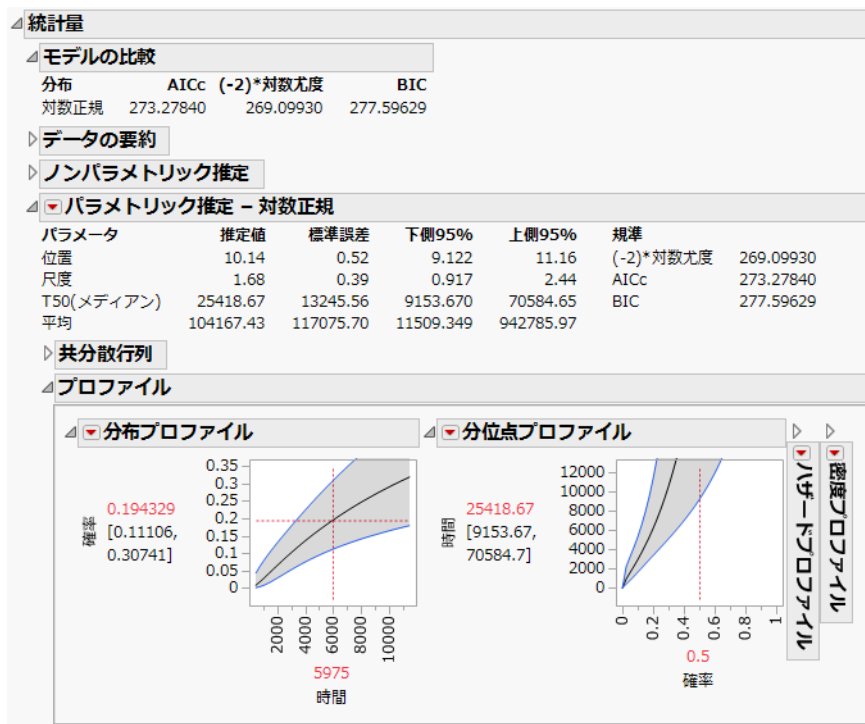 統計量
モデルの比較
分布 AICc (-2)*対数尤度 BIC
対数正規 273.27840 269.09930 277.59629
データの要約
ノンパラメトリック推定
パラメトリック推定 – 対数正規
パラメータ 推定値 標準誤差 下側95% 上側95% 規準
位置 10.14 0.52 9.122 11.16 (-2)*対数尤度 269.09930
尺度 1.68 0.39 0.917 2.44 AICc 273.27840
T50(メディアン) 25418.67 13245.56 9153.670 70584.65 BIC 277.59629
平均 104167.43 117075.70 11509.349 942785.97
共分散行列
プロファイル
分布プロファイル
確率
0.194329
[0.11106,
0.30741]
0.35
0.3
0.25
0.2
0.15
0.1
0.05
0
2000
4000
6000
8000
10000
5975
時間
分位点プロファイル
時間
25418.67
[9153.67,
70584.7]
12000
10000
8000
6000
4000
2000
0
0
0.2
0.4
0.6
0.8
1
0.5
確率
ハザードプロファイル
密度プロファイル